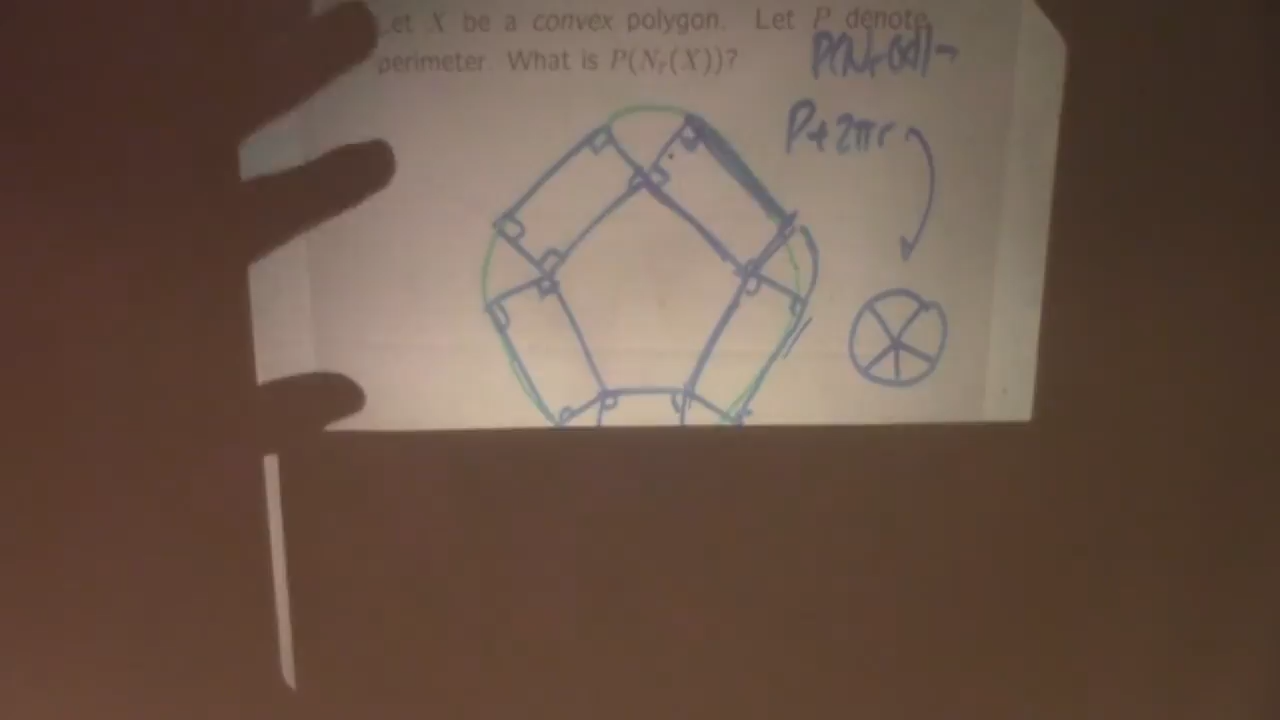 Let X be a convex polygon. Let P denote
perimeter. What is P(Nᵣ(X))?
P(Nᵣ(X)) =
P + 2πr